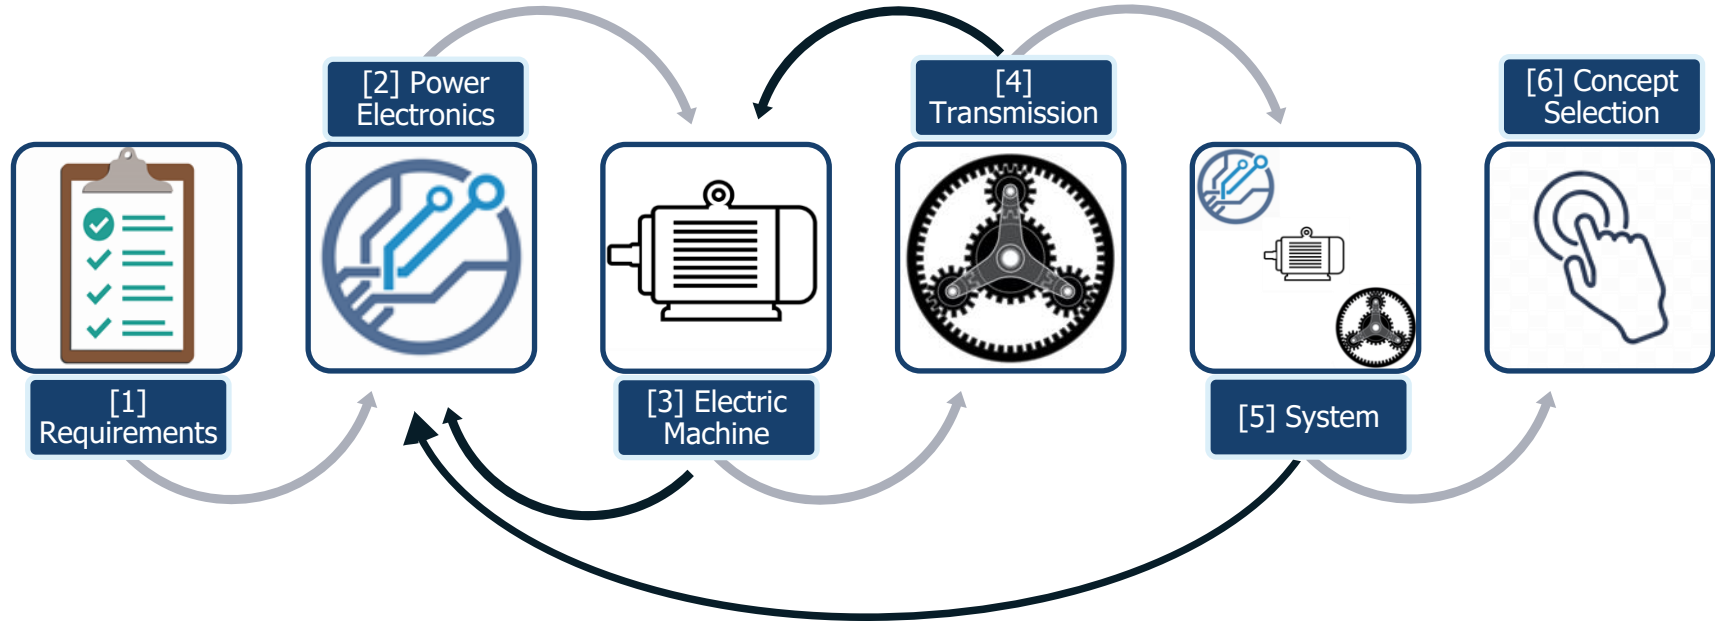 [1]
Requirements
[2] Power
Electronics
[3] Electric
Machine
[4]
Transmission
[5] System
[6] Concept
Selection